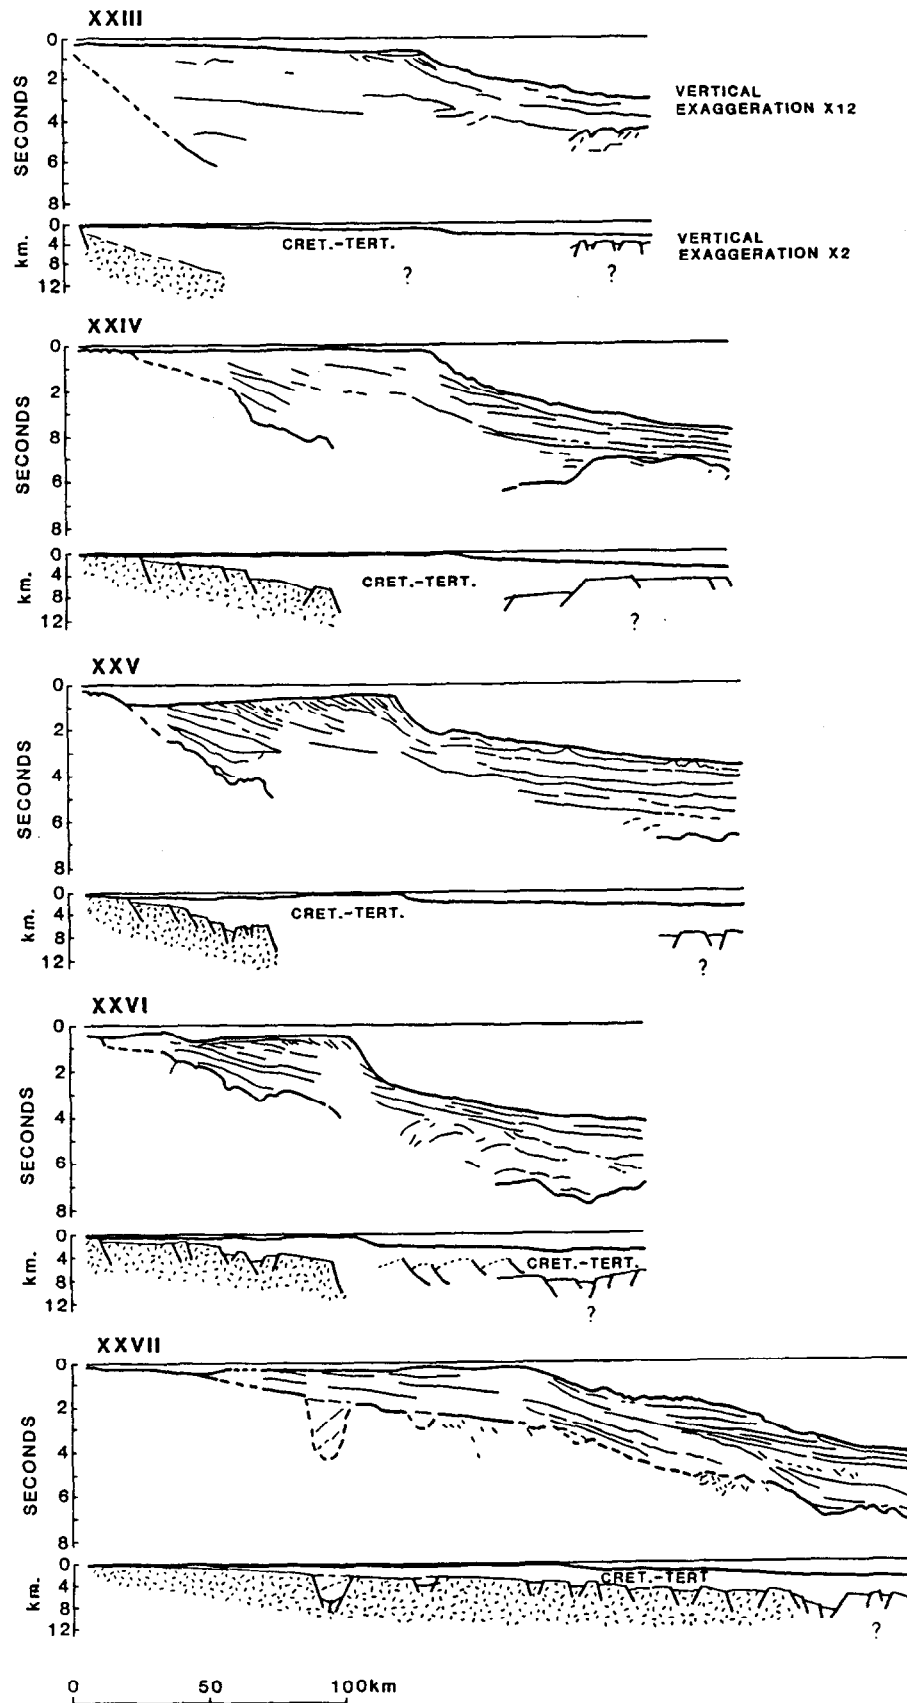 XXIII
0
2
4
6
8
SECONDS
VERTICAL
EXAGGERATION X12
0
4
8
12
km.
CRET.-TERT.
?
?
VERTICAL
EXAGGERATION X2
XXIV
0
2
8
6
8
SECONDS
0
4
8
12
km.
CRET.-TERT.
?
XXV
0
2
4
6
8
SECONDS
0
4
8
12
km.
CRET.-TERT.
?
XXVI
0
2
4
6
8
SECONDS
0
4
8
12
km.
CRET.-TERT.
?
XXVII
0
2
4
6
8
SECONDS
0
4
8
12
km.
CRET.-TERT
?
0 50 100km